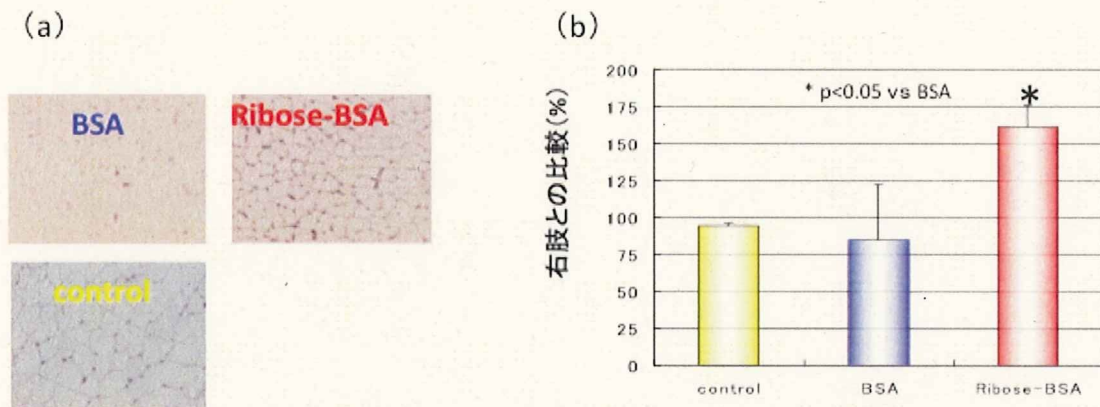 (a)
BSA
Ribose-BSA
control
(b)
右肢との比較(%)
200
175
150
125
100
75
50
25
0
* p<0.05 vs BSA
*
control
BSA
Ribose-BSA